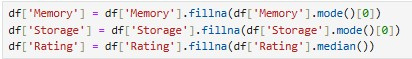 df['Memory'] = df['Memory'].fillna(df['Memory'].mode()[0])
df['Storage'] = df['Storage'].fillna(df['Storage'].mode()[0])
df['Rating'] = df['Rating'].fillna(df['Rating'].median())